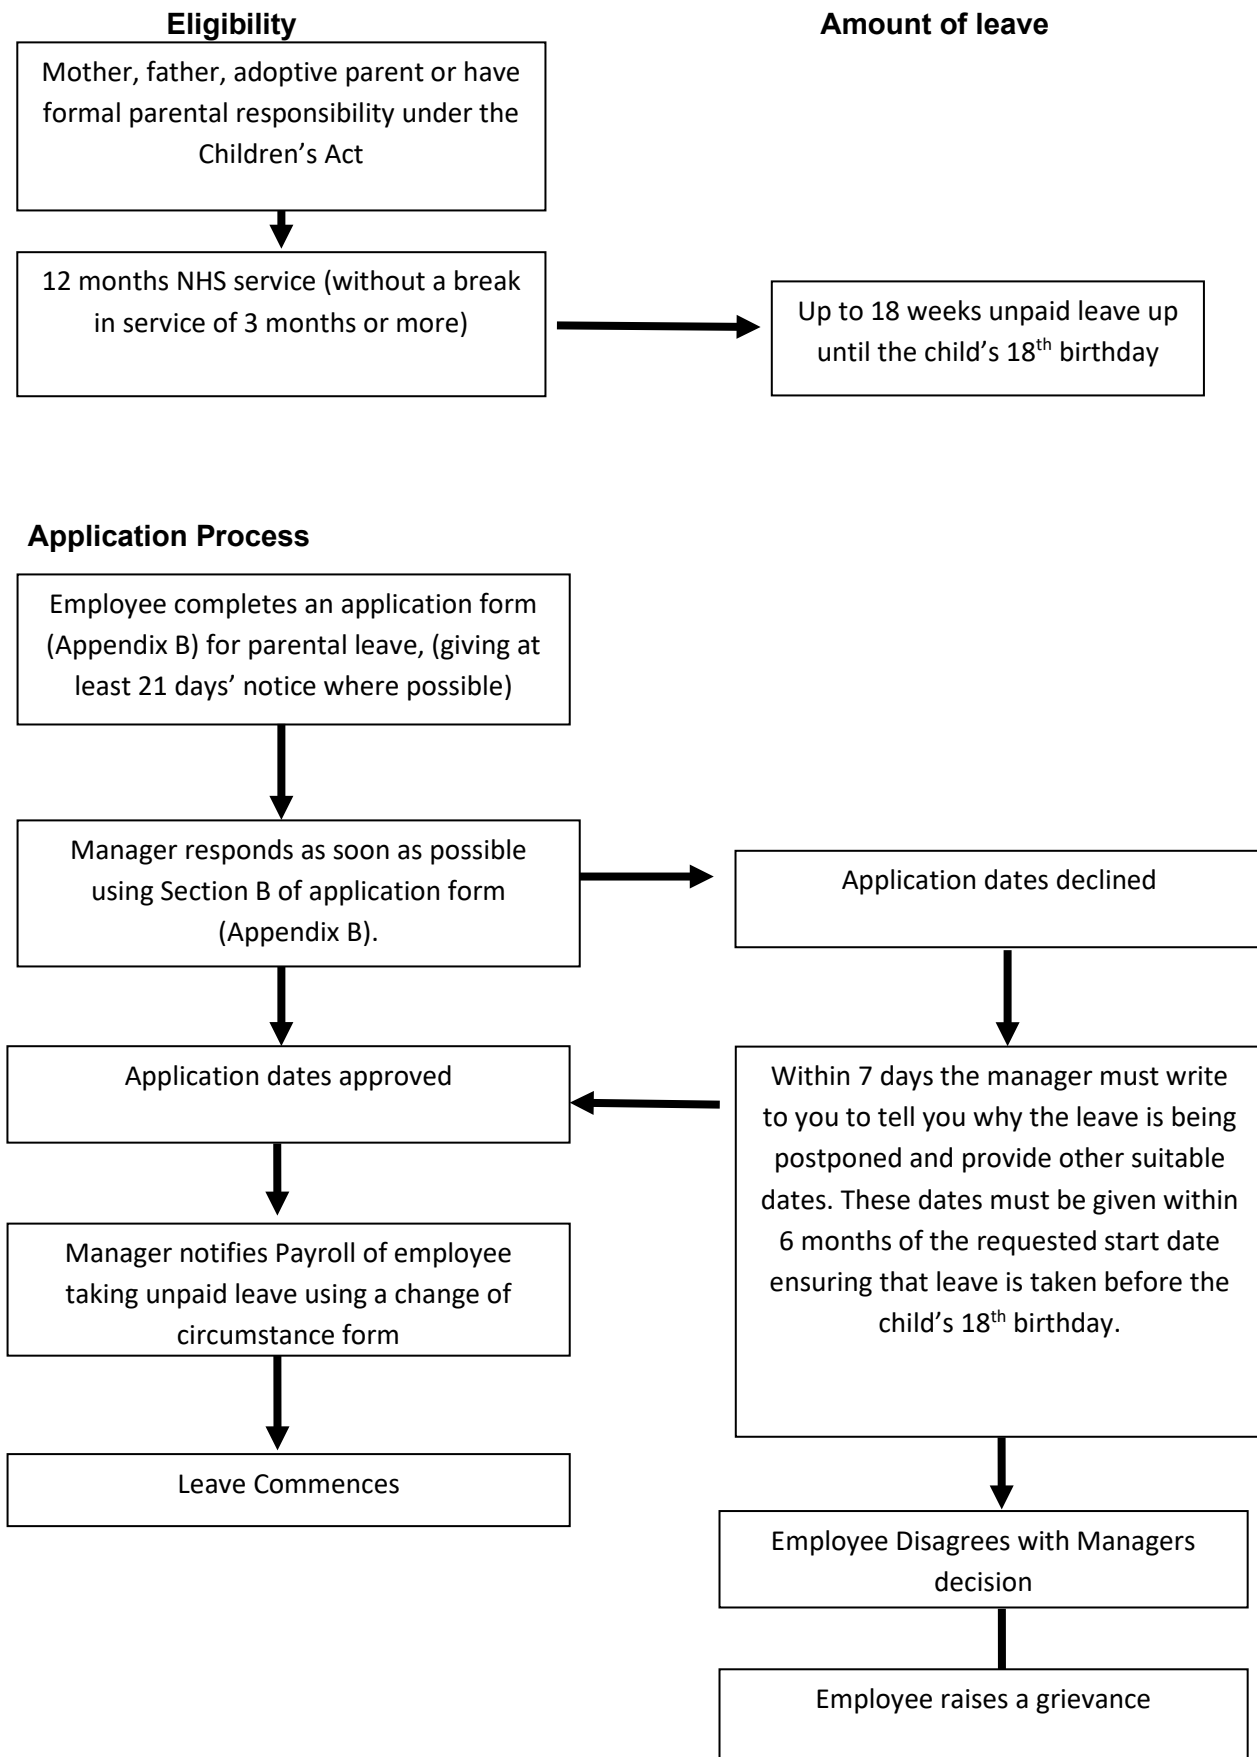 Eligibility
Amount of leave
Mother, father, adoptive parent or have
formal parental responsibility under the
Children’s Act
12 months NHS service (without a break
in service of 3 months or more)
Up to 18 weeks unpaid leave up
until the child’s 18th birthday
Application Process
Employee completes an application form
(Appendix B) for parental leave, (giving at
least 21 days’ notice where possible)
Manager responds as soon as possible
using Section B of application form
(Appendix B).
Application dates declined
Application dates approved
Within 7 days the manager must write
to you to tell you why the leave is being
postponed and provide other suitable
dates. These dates must be given within
6 months of the requested start date
ensuring that leave is taken before the
child’s 18th birthday.
Manager notifies Payroll of employee
taking unpaid leave using a change of
circumstance form
Leave Commences
Employee Disagrees with Managers
decision
Employee raises a grievance